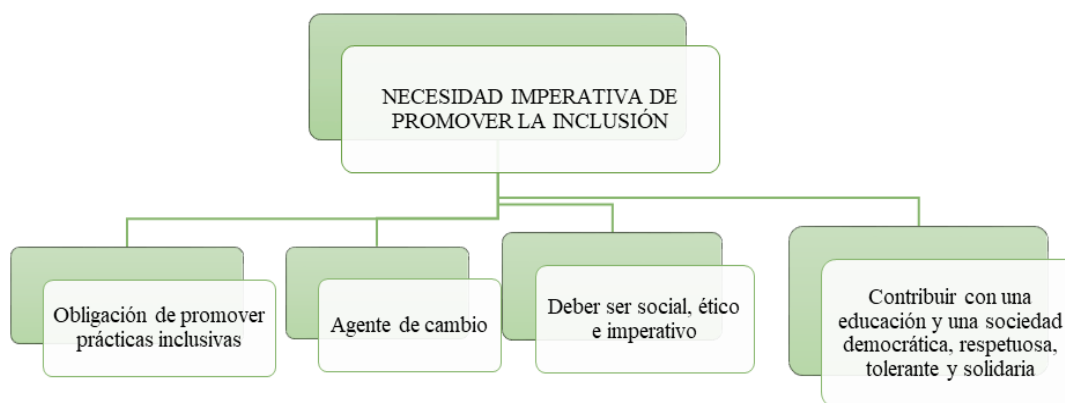 NECESIDAD IMPERATIVA DE
PROMOVER LA INCLUSIÓN
Obligación de promover
prácticas inclusivas
Agente de cambio
Deber ser social, ético
e imperativo
Contribuir con una
educación y una sociedad
democrática, respetuosa,
tolerante y solidaria